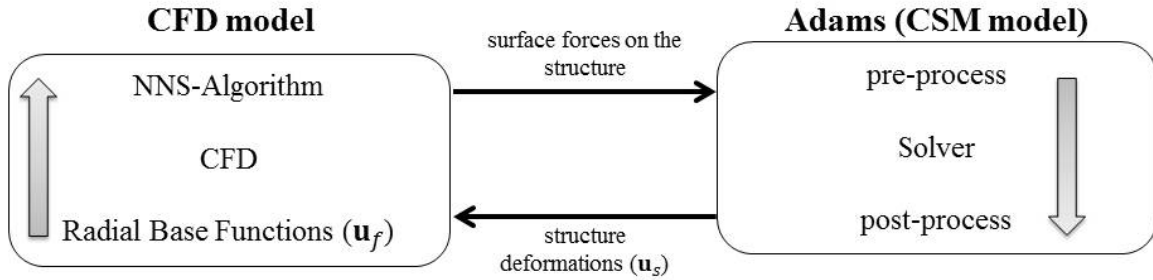 CFD model
NNS-Algorithm
CFD
Radial Base Functions (𝐮𝑓)
surface forces on the
structure
structure
deformations (𝐮𝑠)
Adams (CSM model)
pre-process
Solver
post-process